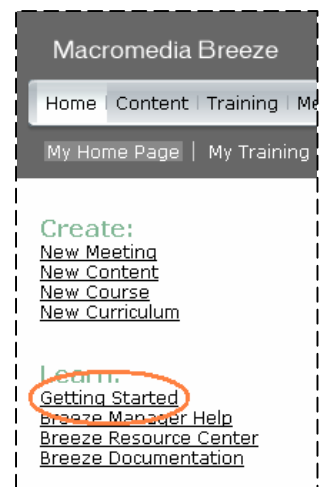 Macromedia Breeze
Home Content Training
My Home Page My Training
Create:
New Meeting
New Content
New Course
New Curriculum
Learn:
Getting Started
Breeze Manager Help
Breeze Resource Center
Breeze Documentation